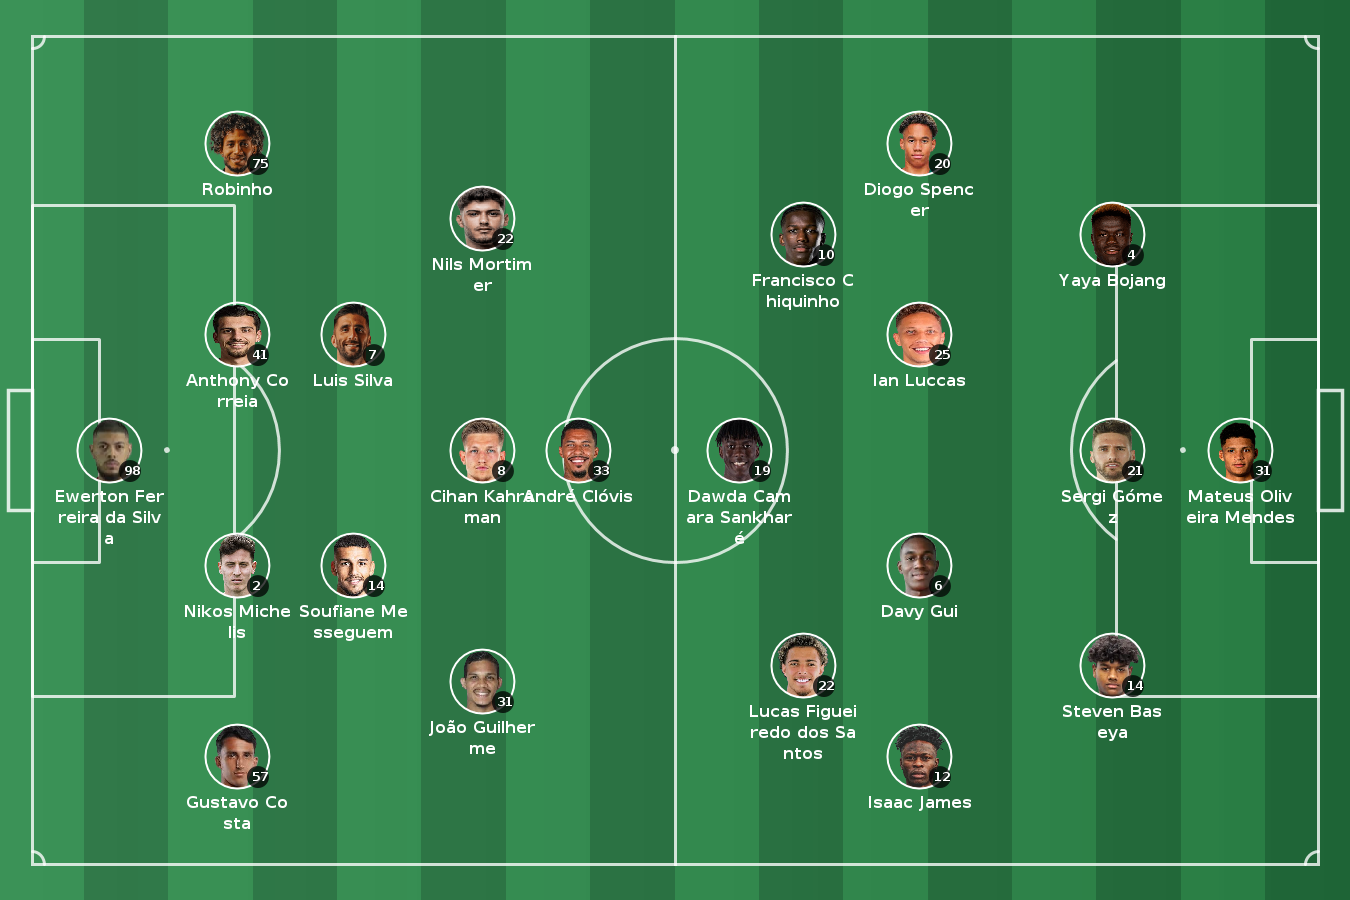 75
Robinho
20
Diogo Spenc
er
22
Nils Mortim
er
10
Francisco C
hiquinho
4
Yaya Bojang
41
Anthony Co
rreia
7
Luis Silva
25
Ian Luccas
98
Ewerton Fer
reira da Silv
a
8
Cihan Kahra
man
33
André Clóvis
19
Dawda Cam
ara Sankhar
é
21
Sergi Góme
z
31
Mateus Oliv
eira Mendes
2
Nikos Miche
lis
14
Soufiane Me
sseguem
6
Davy Gui
31
João Guilher
me
22
Lucas Figuei
redo dos Sa
ntos
14
Steven Bas
eya
57
Gustavo Co
sta
12
Isaac James